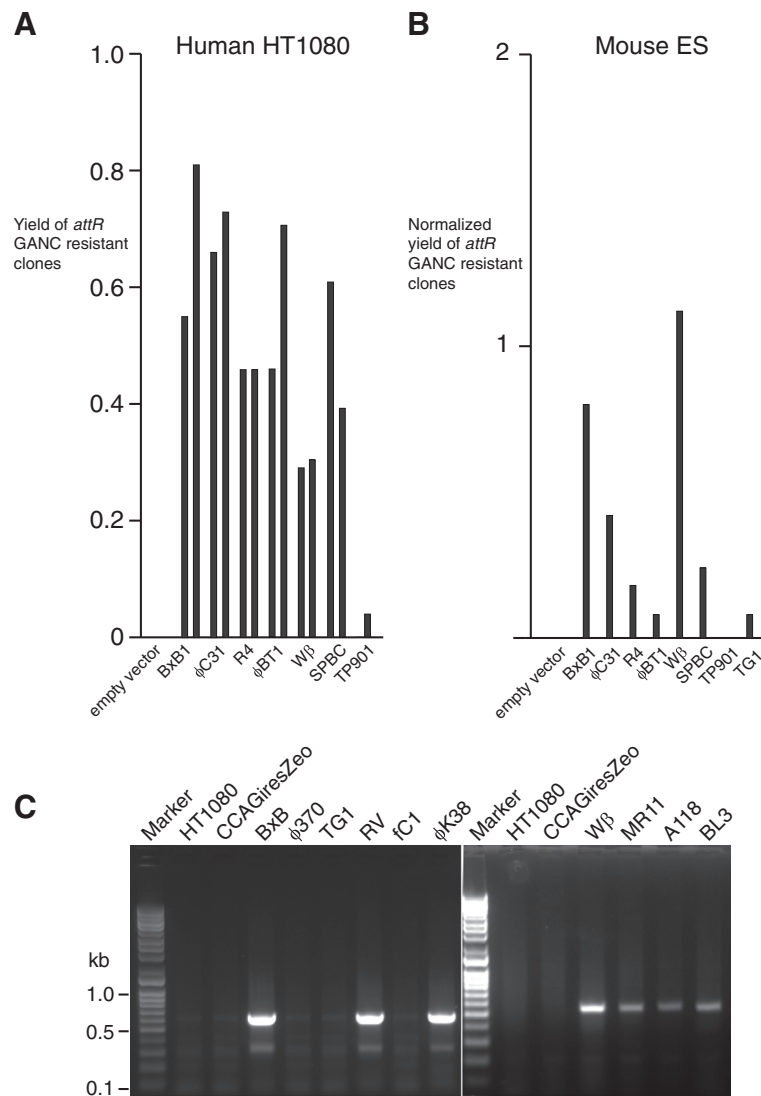 A
Human HT1080
1.0
0.8
0.6
0.4
0.2
0
Yield of attR
GANC resistant
clones
empty vector
BxB1
ϕC31
R4
ϕBT1
Wβ
SPBC
TP901
B
Mouse ES
2
1
Normalized
yield of attR
GANC resistant
clones
empty vector
BxB1
ϕC31
R4
ϕBT1
Wβ
SPBC
TP901
TG1
C
Marker
HT1080
CCAGiresZeo
BxB
ϕ370
TG1
RV
fC1
ϕK38
Marker
HT1080
CCAGiresZeo
Wβ
MR11
A118
BL3
kb
1.0
0.5
0.1